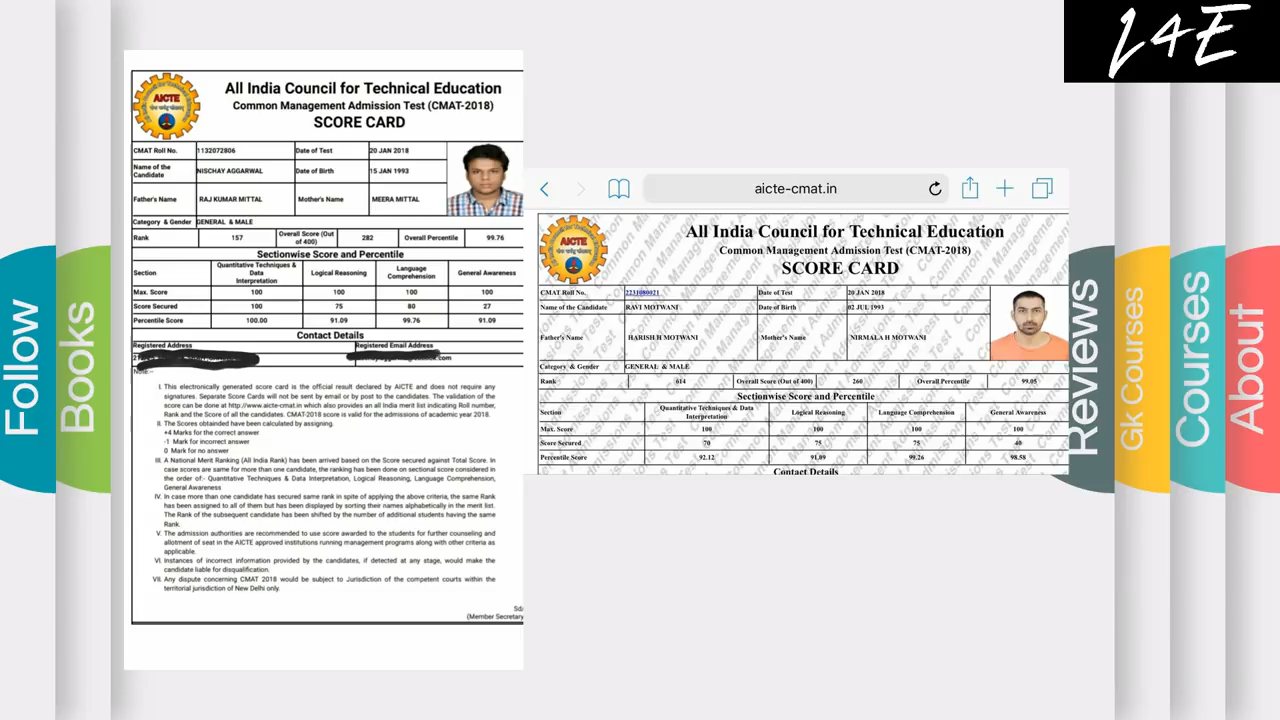 L4E
Follow
Books
AICTE
All India Council for Technical Education
Common Management Admission Test (CMAT-2018)
SCORE CARD
CMAT Roll No. 1132072806 Date of Test 20 JAN 2018
Name of the Candidate NISCHAY AGGARWAL Date of Birth 15 JAN 1993
Father's Name RAJ KUMAR MITTAL Mother's Name MEERA MITTAL
Category & Gender GENERAL & MALE
Rank 157 Overall Score (Out of 400) 282 Overall Percentile 99.76
Sectionwise Score and Percentile
Section Quantitative Techniques & Data Interpretation Logical Reasoning Language Comprehension General Awareness
Max. Score 100 100 100 100
Score Secured 100 75 80 27
Percentile Score 100.00 91.09 99.76 91.09
Contact Details
Registered Address Registered Email Address
Note:-
I. This electronically generated score card is the official result declared by AICTE and does not require any
signatures. Separate Score Cards will not be sent by email or by post to the candidates. The validation of the
score can be done at http://www.aicte-cmat.in which also provides an all India merit list indicating Roll number,
Rank and the Score of all the candidates. CMAT-2018 score is valid for the admissions of academic year 2018.
II. The Scores obtainded have been calculated by assigning.
+4 Marks for the correct answer
-1 Mark for incorrect answer
0 Mark for no answer
III. A National Merit Ranking (All India Rank) has been arrived based on the Score secured against Total Score. In
case scores are same for more than one candidate, the ranking has been done on sectional score considered in
the order of:- Quantitative Techniques & Data Interpretation, Logical Reasoning, Language Comprehension,
General Awareness
IV. In case more than one candidate has secured same rank in spite of applying the above criteria, the same Rank
has been assigned to all of them but has been displayed by sorting their names alphabetically in the merit list.
The Rank of the subsequent candidate has been shifted by the number of additional students having the same
Rank.
V. The admission authorities are recommended to use score awarded to the students for further counseling and
allotment of seat in the AICTE approved institutions running management programs along with other criteria as
applicable.
VI. Instances of incorrect information provided by the candidates, if detected at any stage, would make the
candidate liable for disqualification.
VII. Any dispute concerning CMAT 2018 would be subject to Jurisdiction of the competent courts within the
territorial jurisdiction of New Delhi only.
Sd/
(Member Secretary
aicte-cmat.in
AICTE
All India Council for Technical Education
Common Management Admission Test (CMAT-2018)
SCORE CARD
CMAT Roll No. 2231080021 Date of Test 20 JAN 2018
Name of the Candidate RAVI MOTWANI Date of Birth 02 JUL 1993
Father's Name HARISH H MOTWANI Mother's Name NIRMALA H MOTWANI
Category & Gender GENERAL & MALE
Rank 614 Overall Score (Out of 400) 260 Overall Percentile 99.05
Sectionwise Score and Percentile
Section Quantitative Techniques & Data Interpretation Logical Reasoning Language Comprehension General Awareness
Max. Score 100 100 100 100
Score Secured 70 75 75 40
Percentile Score 92.12 91.09 99.26 98.58
Contact Details
Reviews
Gk Courses
Courses
About